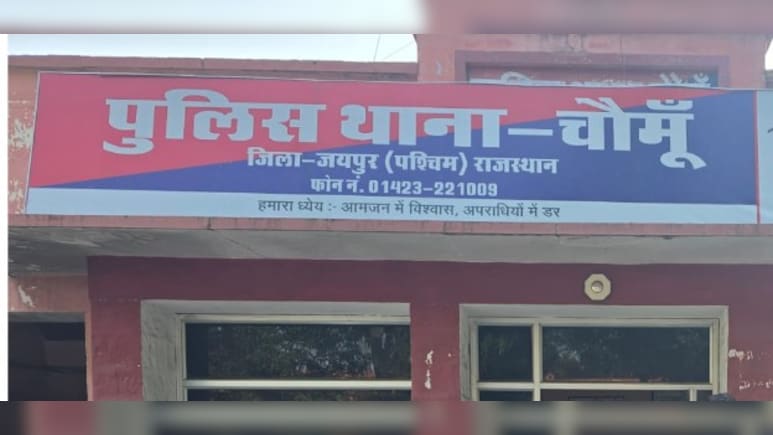 पुलिस थाना-चौमूँ
जिला-जयपुर (पश्चिम) राजस्थान
फोन नं. 01423-221009
हमारा ध्येय :- आमजन में विश्वास, अपराधियों में डर